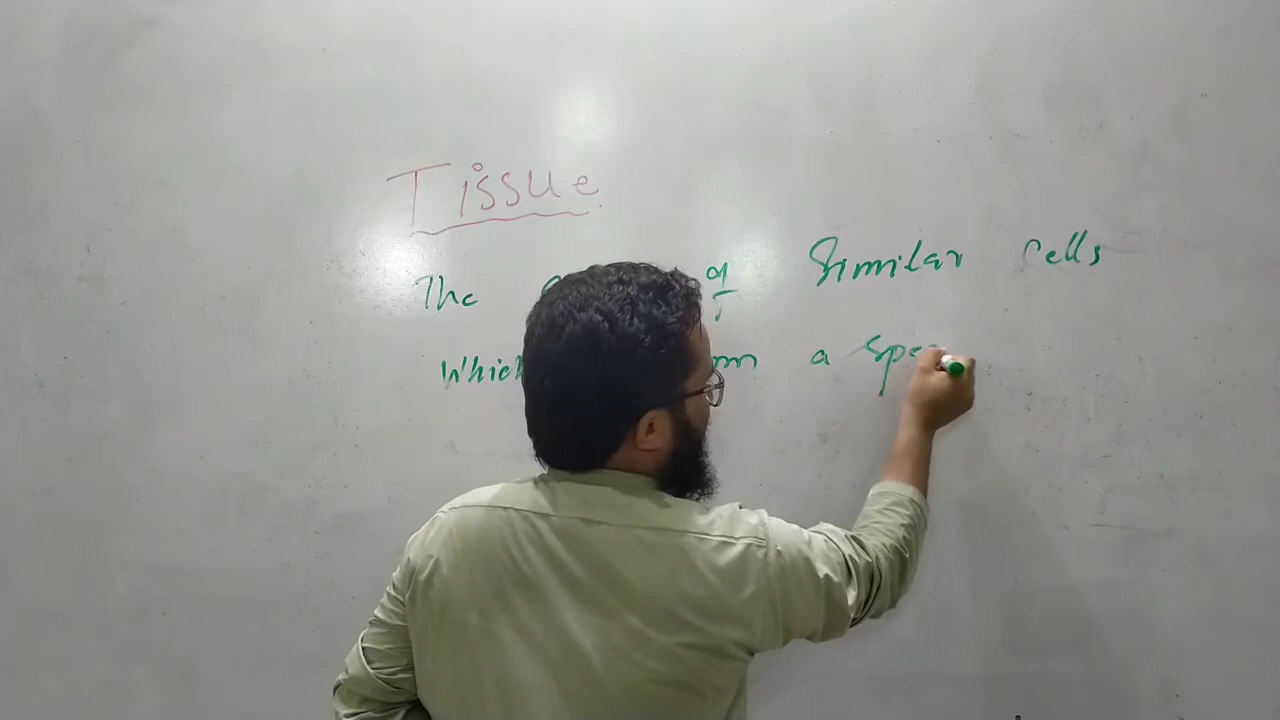 Tissue
The of Similar Cells
Which a Spe